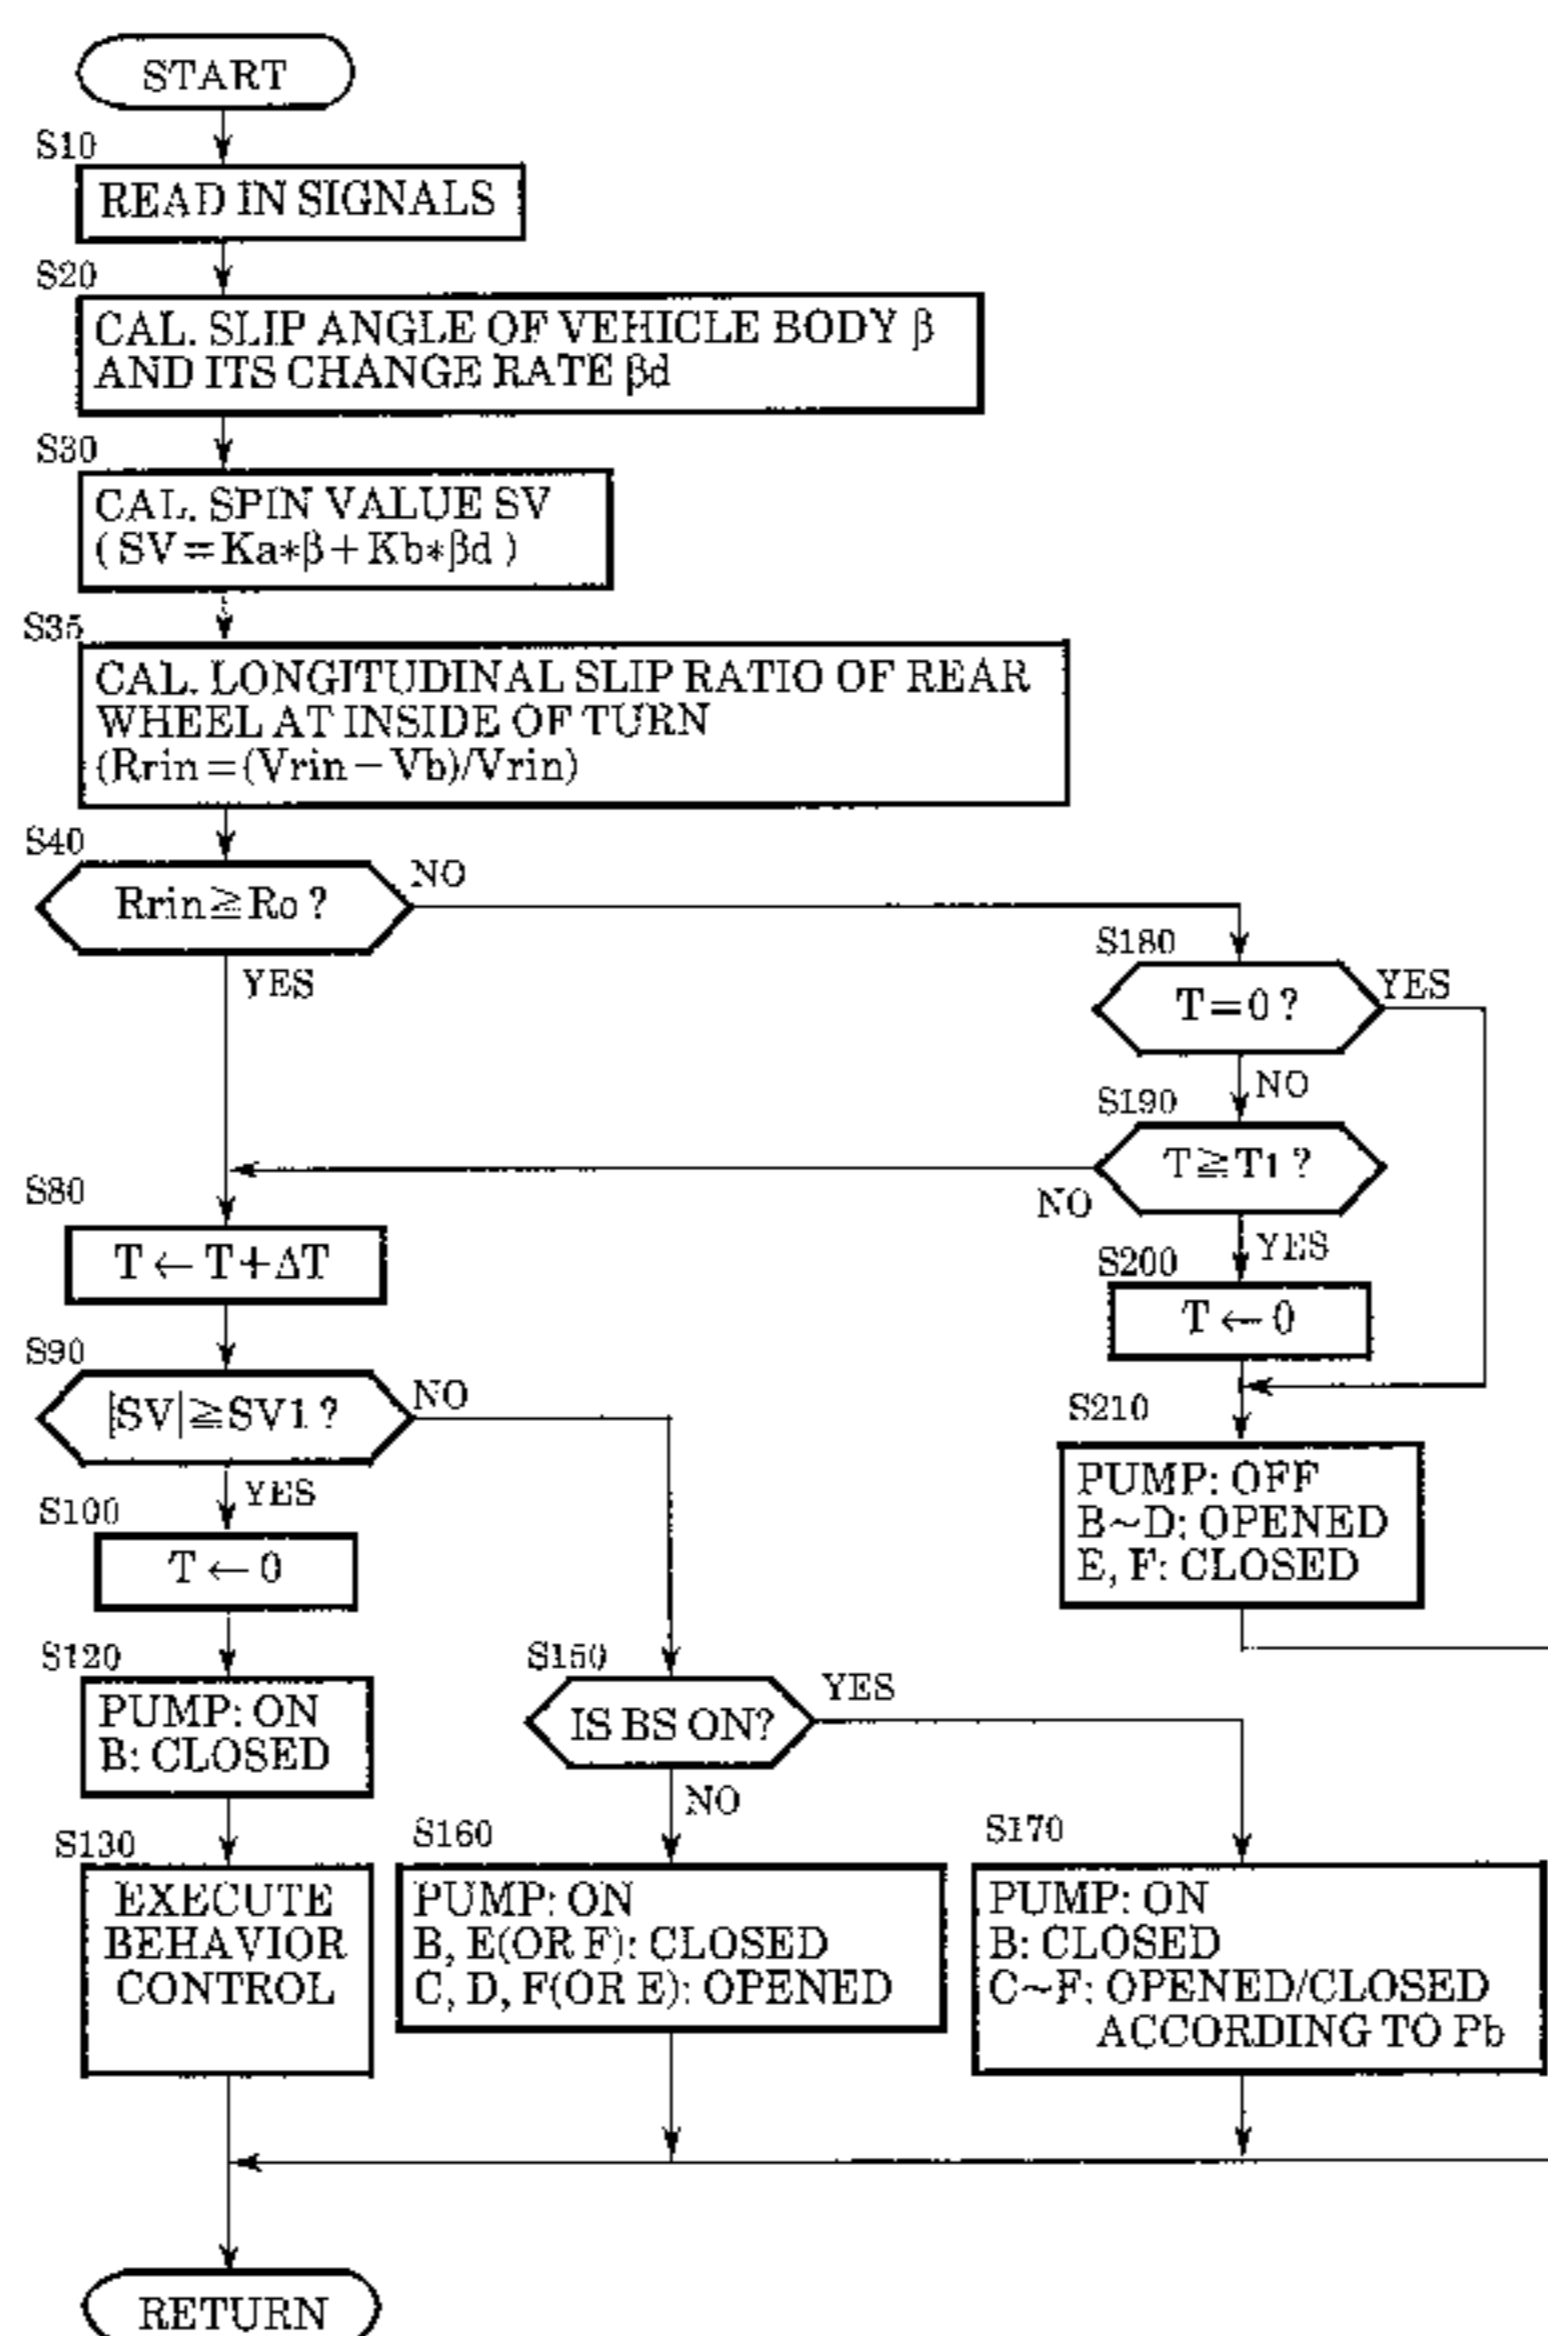 START
S10
READ IN SIGNALS
S20
CAL. SLIP ANGLE OF VEHICLE BODY β
AND ITS CHANGE RATE βd
S30
CAL. SPIN VALUE SV
( SV = Ka*β + Kb*βd )
S35
CAL. LONGITUDINAL SLIP RATIO OF REAR
WHEEL AT INSIDE OF TURN
(Rrin = (Vrin − Vb)/Vrin)
S40
Rrin ≧ Ro ?
NO
YES
S180
T = 0 ?
YES
NO
S190
T ≧ T1 ?
NO
YES
S80
T ← T + ΔT
S200
T ← 0
S90
|SV| ≧ SV1 ?
NO
YES
S210
PUMP: OFF
B~D: OPENED
E, F: CLOSED
S100
T ← 0
S120
PUMP: ON
B: CLOSED
S150
IS BS ON?
YES
NO
S130
EXECUTE
BEHAVIOR
CONTROL
S160
PUMP: ON
B, E(OR F): CLOSED
C, D, F(OR E): OPENED
S170
PUMP: ON
B: CLOSED
C~F: OPENED/CLOSED
ACCORDING TO Pb
RETURN